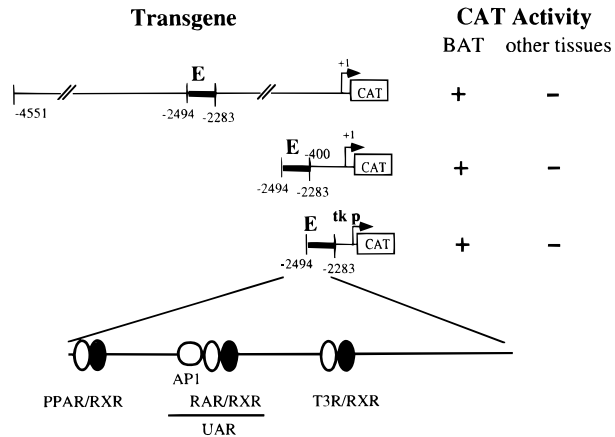 Transgene CAT Activity
BAT other tissues
E +1
CAT + –
-4551 -2494 -2283
E -400 +1
CAT + –
-2494 -2283
E tk p
CAT + –
-2494 -2283
AP1
PPAR/RXR RAR/RXR T3R/RXR
UAR